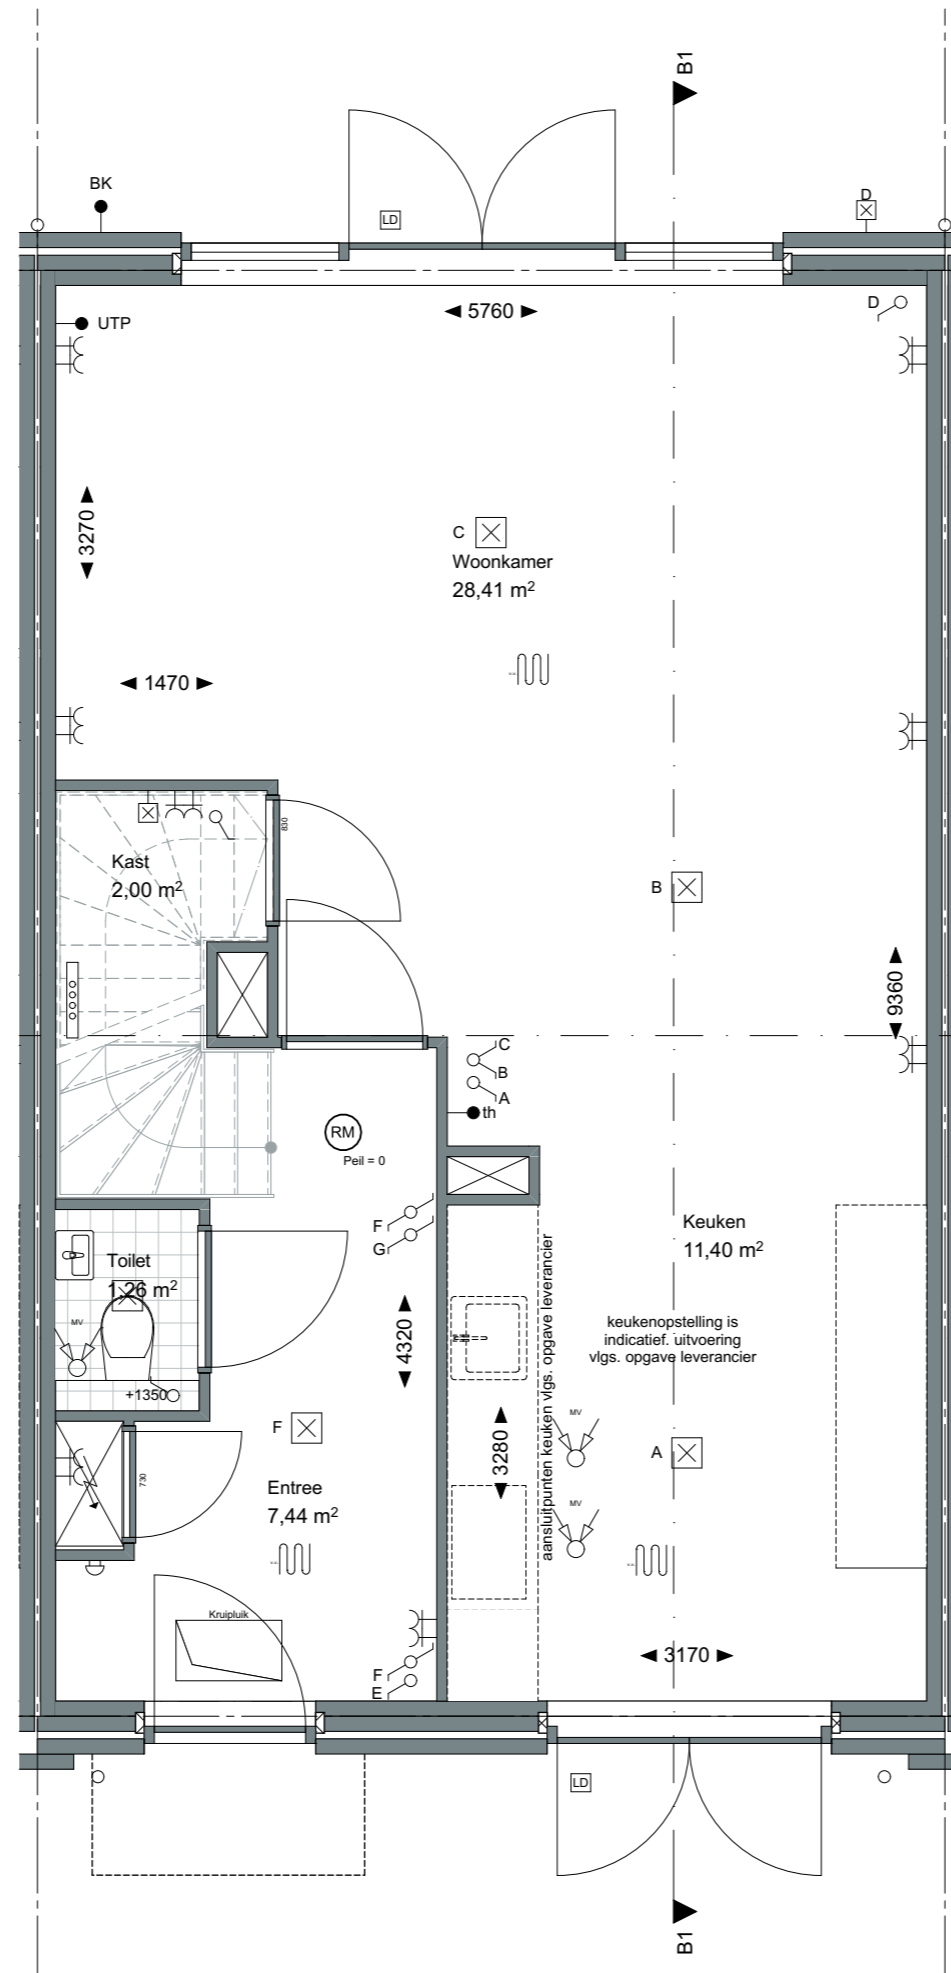 B1
BK
D
LD
5760
D
UTP
3270
C
Woonkamer
28,41 m²
1470
830
Kast
2,00 m²
B
9360
C
B
A
th
RM
Peil = 0
F
G
Keuken
11,40 m²
Toilet
1,26 m²
MV
+1350
4320
keukenopstelling is
indicatief. uitvoering
vlgs. opgave leverancier
aansluitpunten keuken vlgs. opgave leverancier
3280
MV
A
F
730
Entree
7,44 m²
MV
Kruipluik
F
E
3170
LD
B1